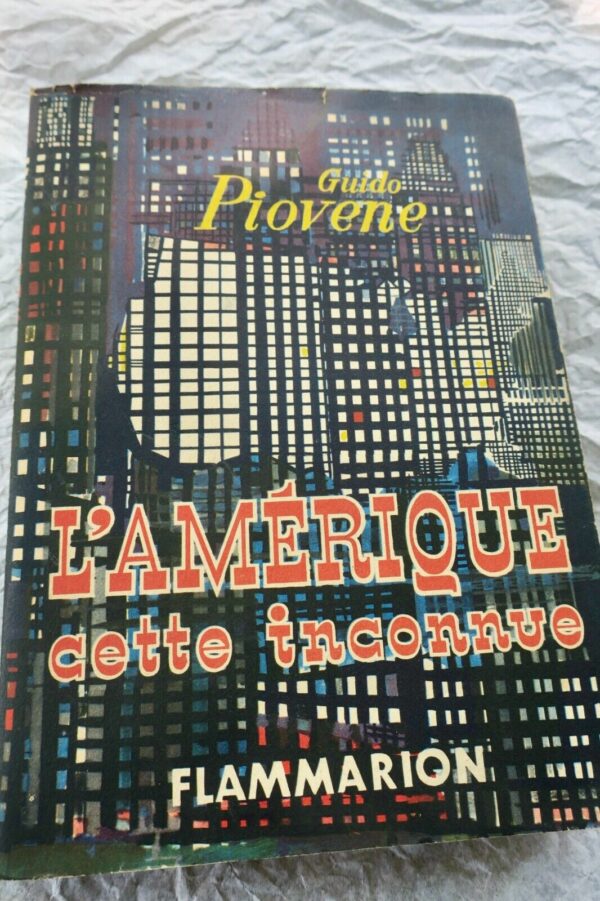 Guido
Piovene
L'AMÉRIQUE
cette inconnue
FLAMMARION